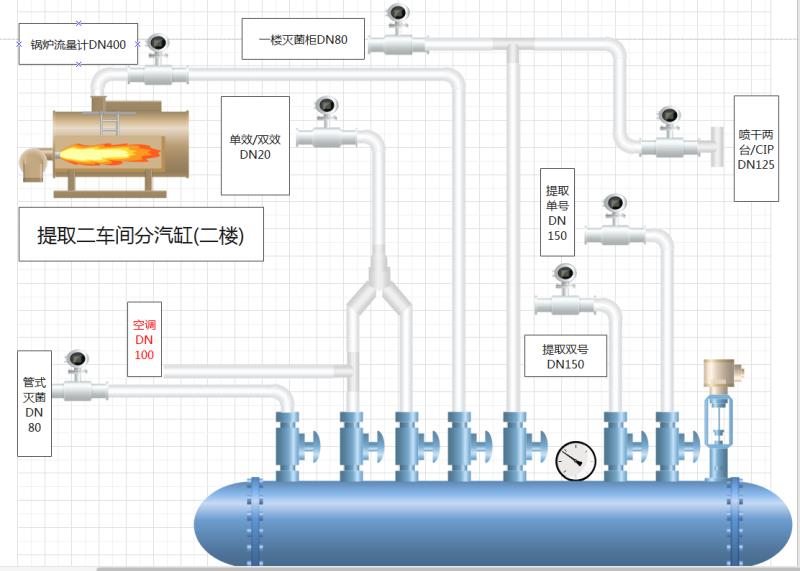 锅炉流量计DN400
一楼灭菌柜DN80
单效/双效
DN20
喷干两
台/CIP
DN125
提取
单号
DN
150
提取二车间分汽缸(二楼)
空调
DN
100
提取双号
DN150
管式
灭菌
DN
80